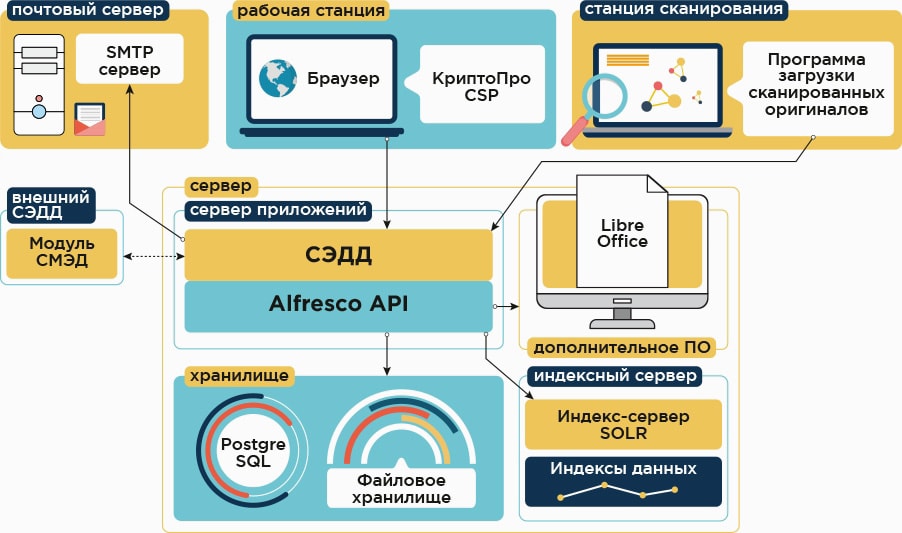 почтовый сервер
SMTP
сервер
рабочая станция
Браузер
КриптоПро
CSP
станция сканирования
Программа
загрузки
сканированных
оригиналов
внешний
СЭДД
Модуль
СМЭД
сервер
сервер приложений
СЭДД
Alfresco API
Libre
Office
дополнительное ПО
хранилище
Postgre
SQL
Файловое
хранилище
индексный сервер
Индекс-сервер
SOLR
Индексы данных